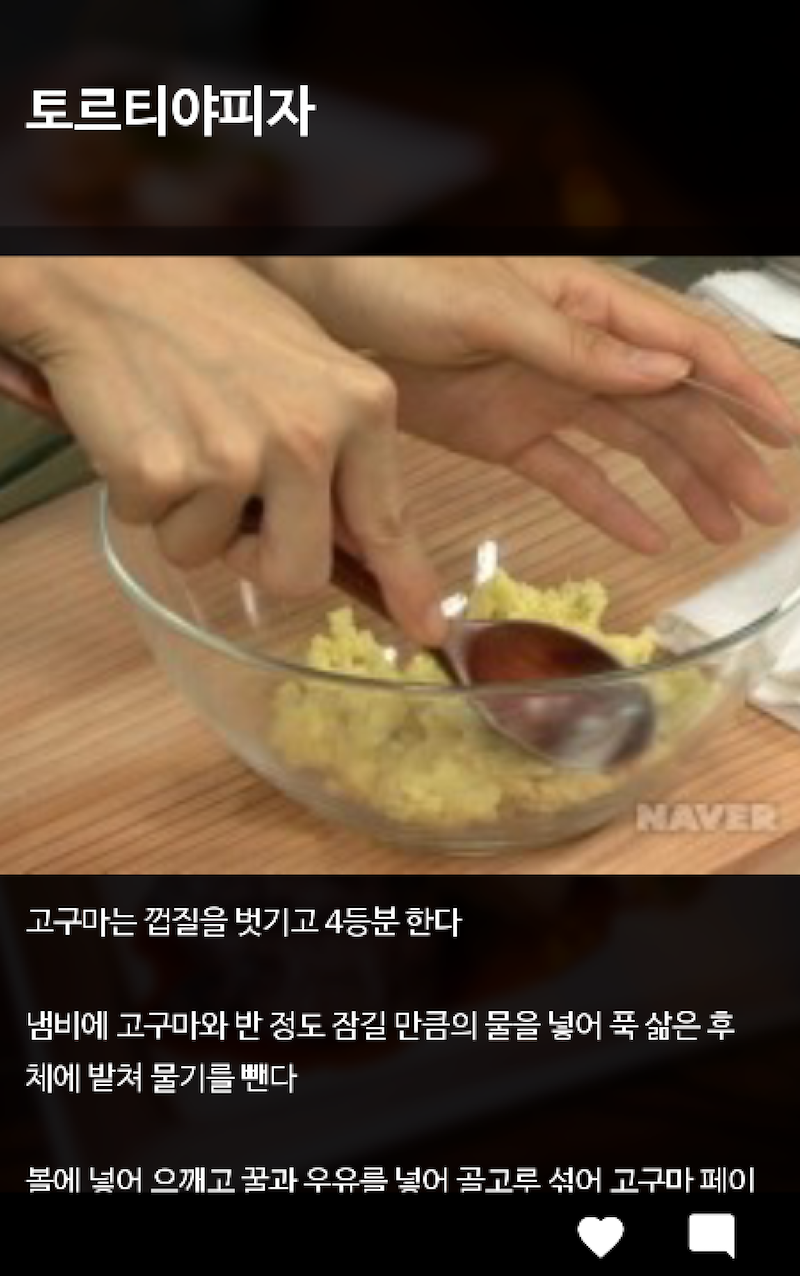 토르티야피자
NAVER
고구마는 껍질을 벗기고 4등분 한다
냄비에 고구마와 반 정도 잠길 만큼의 물을 넣어 푹 삶은 후
체에 밭쳐 물기를 뺀다
볼에 넣어 으깨고 꿀과 우유를 넣어 골고루 섞어 고구마 페이